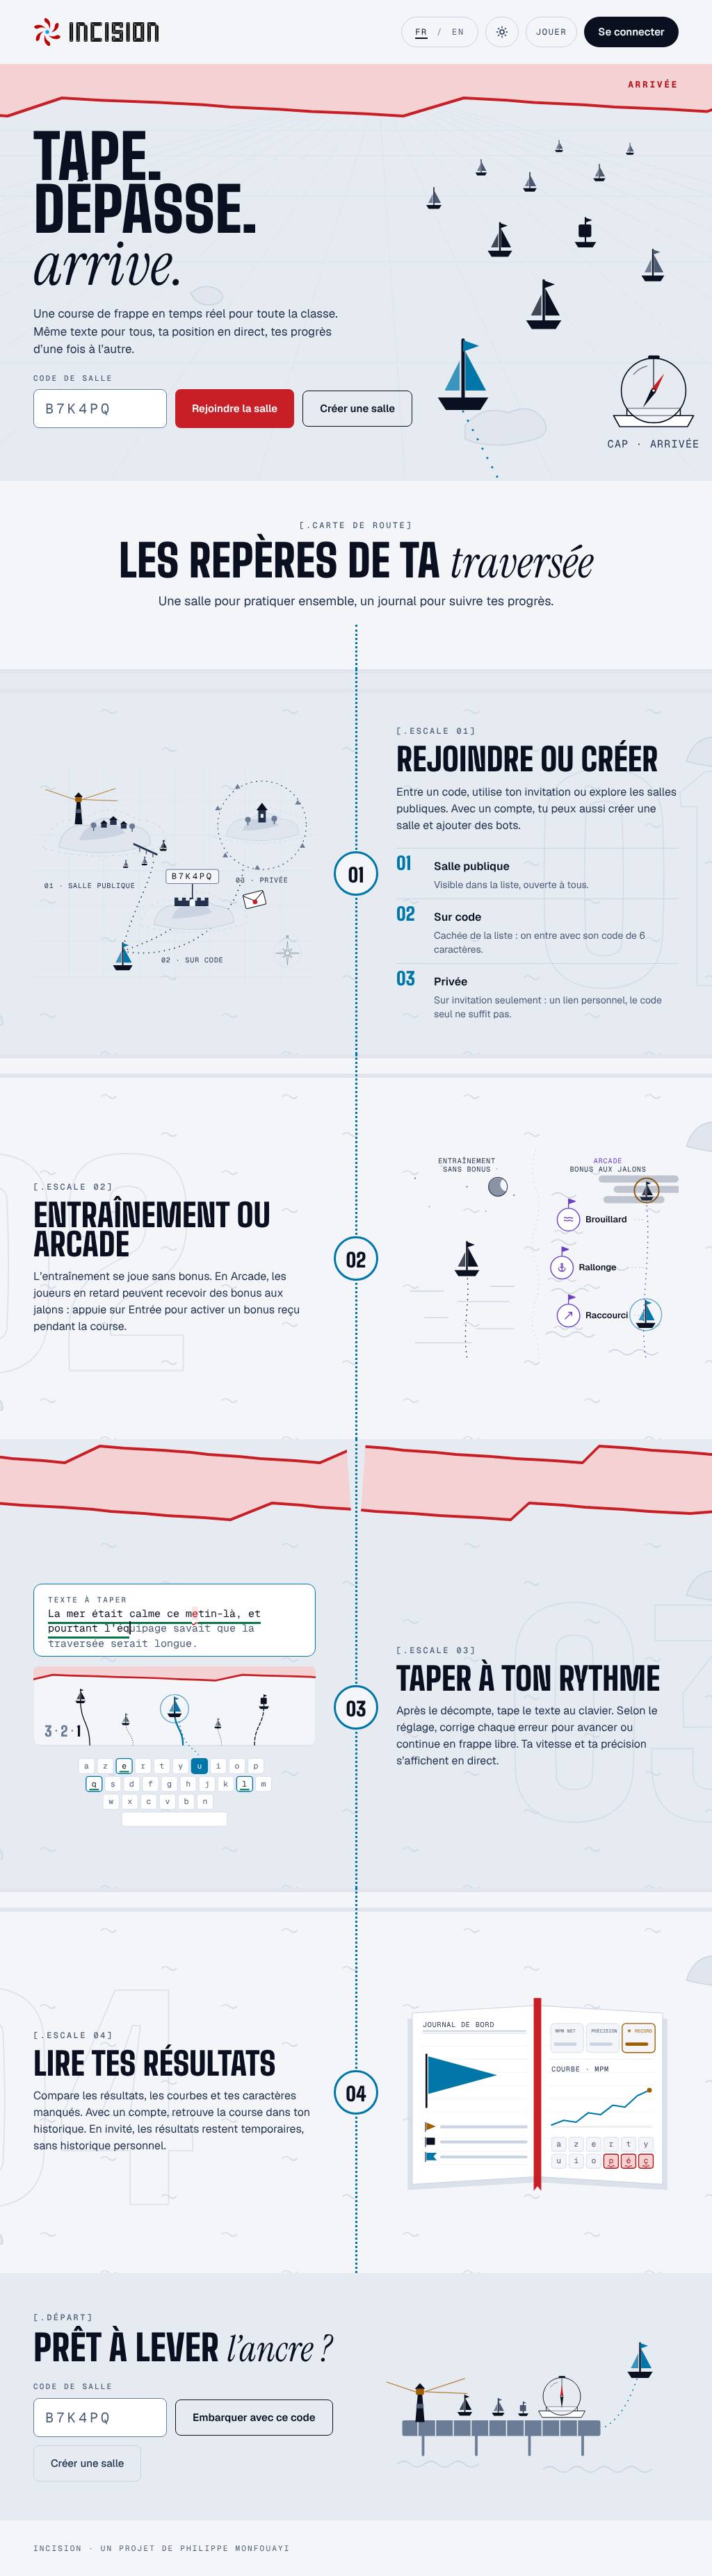 INCISION
FR / EN
JOUER
Se connecter
ARRIVÉE
TAPE.
DÉPASSE.
arrive.
Une course de frappe en temps réel pour toute la classe.
Même texte pour tous, ta position en direct, tes progrès
d’une fois à l’autre.
CODE DE SALLE
B7K4PQ
Rejoindre la salle
Créer une salle
CAP · ARRIVÉE
[.CARTE DE ROUTE]
LES REPÈRES DE TA traversée
Une salle pour pratiquer ensemble, un journal pour suivre tes progrès.
01 · SALLE PUBLIQUE
B7K4PQ
03 · PRIVÉE
02 · SUR CODE
01
[.ESCALE 01]
REJOINDRE OU CRÉER
Entre un code, utilise ton invitation ou explore les salles
publiques. Avec un compte, tu peux aussi créer une
salle et ajouter des bots.
01 Salle publique
Visible dans la liste, ouverte à tous.
02 Sur code
Cachée de la liste : on entre avec son code de 6
caractères.
03 Privée
Sur invitation seulement : un lien personnel, le code
seul ne suffit pas.
01
02
[.ESCALE 02]
ENTRAÎNEMENT OU
ARCADE
L’entraînement se joue sans bonus. En Arcade, les
joueurs en retard peuvent recevoir des bonus aux
jalons : appuie sur Entrée pour activer un bonus reçu
pendant la course.
02
ENTRAÎNEMENT
SANS BONUS
ARCADE
BONUS AUX JALONS
Brouillard
Rallonge
Raccourci
TEXTE À TAPER
La mer était calme ce metin-là, et
pourtant l'équipage savait que la
traversée serait longue.
3·2·1
a z e r t y u i o p
q s d f g h j k l m
w x c v b n
03
[.ESCALE 03]
TAPER À TON RYTHME
Après le décompte, tape le texte au clavier. Selon le
réglage, corrige chaque erreur pour avancer ou
continue en frappe libre. Ta vitesse et ta précision
s’affichent en direct.
03
04
[.ESCALE 04]
LIRE TES RÉSULTATS
Compare les résultats, les courbes et tes caractères
manqués. Avec un compte, retrouve la course dans ton
historique. En invité, les résultats restent temporaires,
sans historique personnel.
04
JOURNAL DE BORD
MPM NET
PRÉCISION
★ RECORD
COURBE · MPM
a z e r t y
u i o p é ç
[.DÉPART]
PRÊT À LEVER l’ancre ?
CODE DE SALLE
B7K4PQ
Embarquer avec ce code
Créer une salle
INCISION · UN PROJET DE PHILIPPE MONFOUAYI